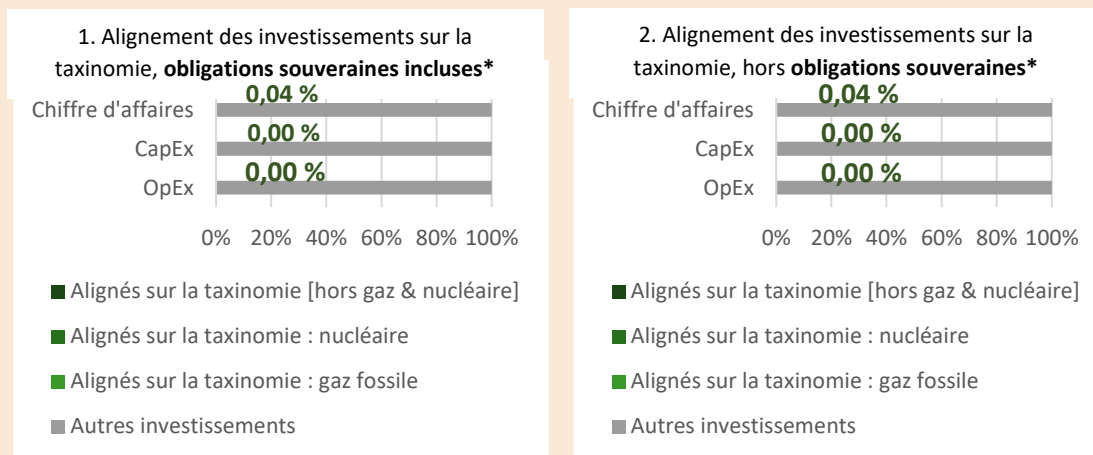 1. Alignement des investissements sur la
taxinomie, obligations souveraines incluses*
Chiffre d'affaires
0,04 %
CapEx
0,00 %
OpEx
0,00 %
0% 20% 40% 60% 80% 100%
Alignés sur la taxinomie [hors gaz & nucléaire]
Alignés sur la taxinomie : nucléaire
Alignés sur la taxinomie : gaz fossile
Autres investissements
2. Alignement des investissements sur la
taxinomie, hors obligations souveraines*
Chiffre d'affaires
0,04 %
CapEx
0,00 %
OpEx
0,00 %
0% 20% 40% 60% 80% 100%
Alignés sur la taxinomie [hors gaz & nucléaire]
Alignés sur la taxinomie : nucléaire
Alignés sur la taxinomie : gaz fossile
Autres investissements